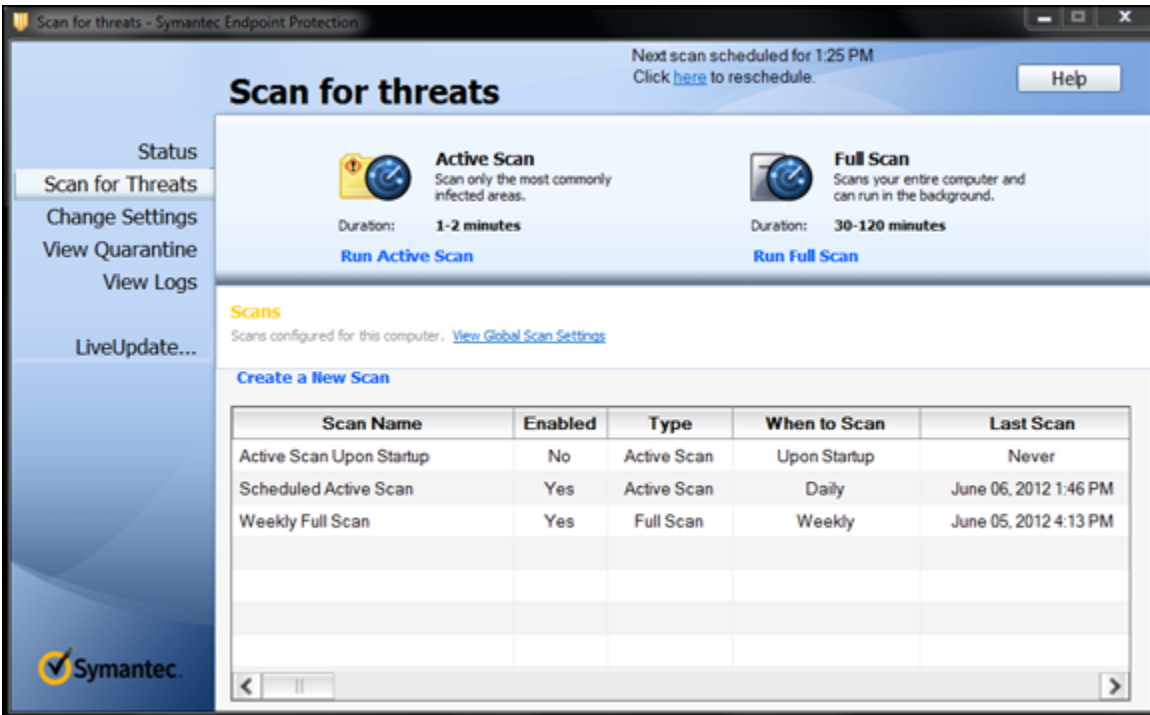 Scan for threats - Symantec Endpoint Protection
Next scan scheduled for 1:25 PM
Click here to reschedule.
Help
Scan for threats
Status
Scan for Threats
Change Settings
View Quarantine
View Logs
LiveUpdate...
Active Scan
Scan only the most commonly
infected areas.
Duration: 1-2 minutes
Run Active Scan
Full Scan
Scans your entire computer and
can run in the background.
Duration: 30-120 minutes
Run Full Scan
Scans
Scans configured for this computer. View Global Scan Settings
Create a New Scan
Scan Name Enabled Type When to Scan Last Scan
Active Scan Upon Startup No Active Scan Upon Startup Never
Scheduled Active Scan Yes Active Scan Daily June 06, 2012 1:46 PM
Weekly Full Scan Yes Full Scan Weekly June 05, 2012 4:13 PM
Symantec.